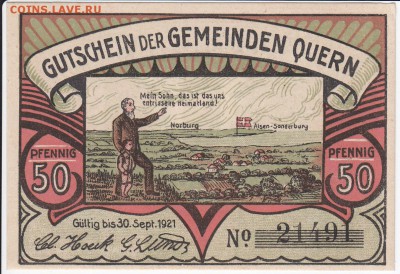 COINS.LAVE.RU
GUTSCHEIN DER GEMEINDEN QUERN
Mein Sohn, das ist das uns
entrissene Heimatland!
Norburg
Alsen-Sonderburg
PFENNIG
50
PFENNIG
50
Gültig bis 30. Sept. 1921
No 21491